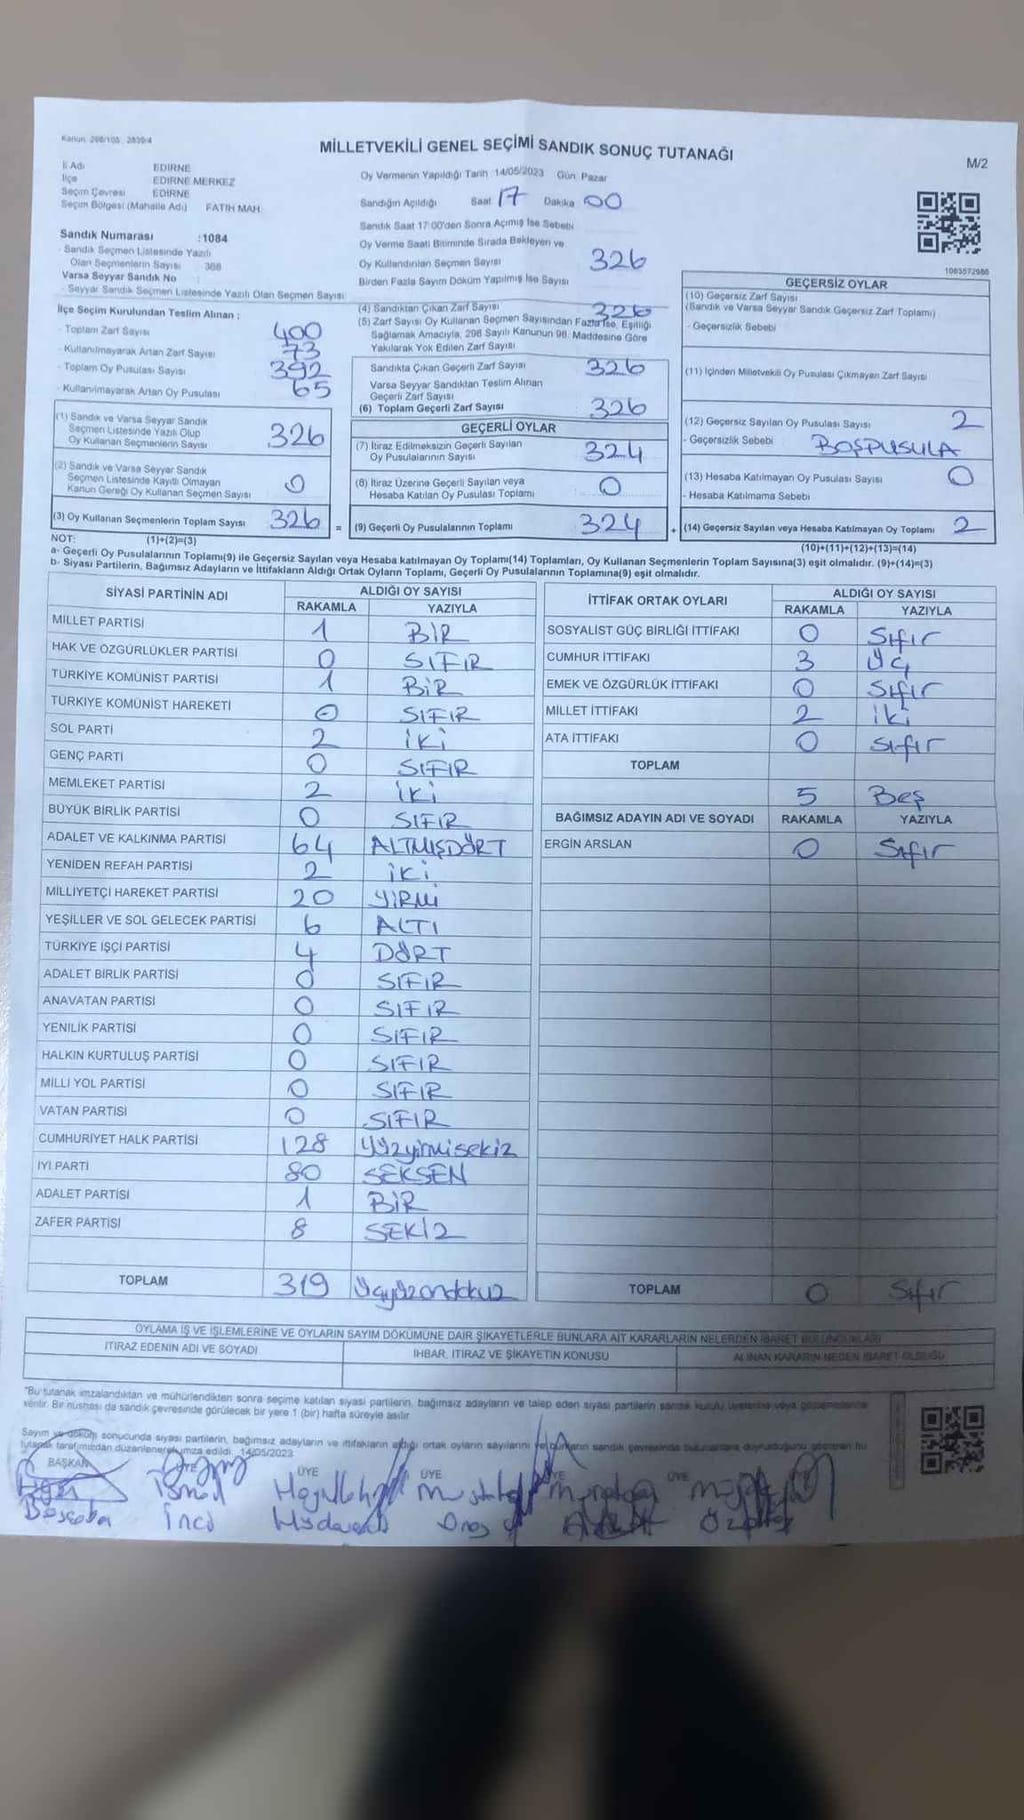 Kanun: 298/105, 2839/4
MİLLETVEKİLİ GENEL SEÇİMİ SANDIK SONUÇ TUTANAĞI
M/2
İl Adı EDİRNE
İlçe EDİRNE MERKEZ
Seçim Çevresi EDİRNE
Seçim Bölgesi (Mahalle Adı) FATİH MAH.
Sandık Numarası :1084
- Sandık Seçmen Listesinde Yazılı
Olan Seçmenlerin Sayısı 388
Varsa Seyyar Sandık No
- Seyyar Sandık Seçmen Listesinde Yazılı Olan Seçmen Sayısı
Oy Vermenin Yapıldığı Tarih 14/05/2023 Gün: Pazar
Sandığın Açıldığı Saat 17 Dakika 00
Sandık Saat 17:00'den Sonra Açılmış İse Sebebi
Oy Verme Saati Bitiminde Sırada Bekleyen ve
Oy Kullandırılan Seçmen Sayısı 326
Birden Fazla Sayım Döküm Yapılmış İse Sayısı
İlçe Seçim Kurulundan Teslim Alınan :
- Toplam Zarf Sayısı 400
- Kullanılmayarak Artan Zarf Sayısı 73
- Toplam Oy Pusulası Sayısı 392
- Kullanılmayarak Artan Oy Pusulası 65
(4) Sandıktan Çıkan Zarf Sayısı 326
(5) Zarf Sayısı Oy Kullanan Seçmen Sayısından Fazla İse, Eşitliği
Sağlamak Amacıyla, 298 Sayılı Kanunun 98. Maddesine Göre
Yakılarak Yok Edilen Zarf Sayısı
Sandıkta Çıkan Geçerli Zarf Sayısı 326
Varsa Seyyar Sandıktan Teslim Alınan
Geçerli Zarf Sayısı
(6) Toplam Geçerli Zarf Sayısı 326
1083572986
GEÇERSİZ OYLAR
(10) Geçersiz Zarf Sayısı
(Sandık ve Varsa Seyyar Sandık Geçersiz Zarf Toplamı)
- Geçersizlik Sebebi
(11) İçinden Milletvekili Oy Pusulası Çıkmayan Zarf Sayısı
(12) Geçersiz Sayılan Oy Pusulası Sayısı 2
- Geçersizlik Sebebi BOŞPUSULA
(13) Hesaba Katılmayan Oy Pusulası Sayısı 0
- Hesaba Katılmama Sebebi
(1) Sandık ve Varsa Seyyar Sandık
Seçmen Listesinde Yazılı Olup
Oy Kullanan Seçmenlerin Sayısı 326
(2) Sandık ve Varsa Seyyar Sandık
Seçmen Listesinde Kayıtlı Olmayan
Kanun Gereği Oy Kullanan Seçmen Sayısı 0
GEÇERLİ OYLAR
(7) İtiraz Edilmeksizin Geçerli Sayılan
Oy Pusulalarının Sayısı 324
(8) İtiraz Üzerine Geçerli Sayılan veya
Hesaba Katılan Oy Pusulası Toplamı 0
(3) Oy Kullanan Seçmenlerin Toplam Sayısı 326 = (9) Geçerli Oy Pusulalarının Toplamı 324 + (14) Geçersiz Sayılan veya Hesaba Katılmayan Oy Toplamı 2
NOT: (1)+(2)=(3) (10)+(11)+(12)+(13)=(14)
a- Geçerli Oy Pusulalarının Toplamı(9) ile Geçersiz Sayılan veya Hesaba katılmayan Oy Toplam(14) Toplamları, Oy Kullanan Seçmenlerin Toplam Sayısına(3) eşit olmalıdır. (9)+(14)=(3)
b- Siyasi Partilerin, Bağımsız Adayların ve İttifakların Aldığı Ortak Oyların Toplamı, Geçerli Oy Pusulalarının Toplamına(9) eşit olmalıdır.
SİYASİ PARTİNİN ADI ALDIĞI OY SAYISI
RAKAMLA YAZIYLA
MİLLET PARTİSİ 1 BİR
HAK VE ÖZGÜRLÜKLER PARTİSİ 0 SIFIR
TÜRKİYE KOMÜNİST PARTİSİ 1 BİR
TÜRKİYE KOMÜNİST HAREKETİ 0 SIFIR
SOL PARTİ 2 İKİ
GENÇ PARTİ 0 SIFIR
MEMLEKET PARTİSİ 2 İKİ
BÜYÜK BİRLİK PARTİSİ 0 SIFIR
ADALET VE KALKINMA PARTİSİ 64 ALTMIŞDÖRT
YENİDEN REFAH PARTİSİ 2 İKİ
MİLLİYETÇİ HAREKET PARTİSİ 20 YİRMİ
YEŞİLLER VE SOL GELECEK PARTİSİ 6 ALTI
TÜRKİYE İŞÇİ PARTİSİ 4 DÖRT
ADALET BİRLİK PARTİSİ 0 SIFIR
ANAVATAN PARTİSİ 0 SIFIR
YENİLİK PARTİSİ 0 SIFIR
HALKIN KURTULUŞ PARTİSİ 0 SIFIR
MİLLİ YOL PARTİSİ 0 SIFIR
VATAN PARTİSİ 0 SIFIR
CUMHURİYET HALK PARTİSİ 128 Yüzyirmisekiz
İYİ PARTİ 80 SEKSEN
ADALET PARTİSİ 1 BİR
ZAFER PARTİSİ 8 SEKİZ
TOPLAM 319 Üçyüzondokuz
İTTİFAK ORTAK OYLARI ALDIĞI OY SAYISI
RAKAMLA YAZIYLA
SOSYALİST GÜÇ BİRLİĞİ İTTİFAKI 0 Sıfır
CUMHUR İTTİFAKI 3 Üç
EMEK VE ÖZGÜRLÜK İTTİFAKI 0 Sıfır
MİLLET İTTİFAKI 2 iki
ATA İTTİFAKI 0 Sıfır
TOPLAM
5 Beş
BAĞIMSIZ ADAYIN ADI VE SOYADI RAKAMLA YAZIYLA
ERGİN ARSLAN 0 Sıfır
TOPLAM 0 Sıfır
OYLAMA İŞ VE İŞLEMLERİNE VE OYLARIN SAYIM DÖKÜMÜNE DAİR ŞİKAYETLERLE BUNLARA AİT KARARLARIN NELERDEN İBARET BULUNDUKLARI
İTİRAZ EDENİN ADI VE SOYADI İHBAR, İTİRAZ VE ŞİKAYETİN KONUSU ALINAN KARARIN NEDEN İBARET OLDUĞU
"Bu tutanak imzalandıktan ve mühürlendikten sonra seçime katılan siyasi partilerin, bağımsız adayların ve talep eden siyasi partilerin sandık kurulu üyelerine veya gözlemcilerine
verilir. Bir nüshası da sandık çevresinde görülecek bir yere 1 (bir) hafta süreyle asılır.
Sayım ve döküm sonucunda siyasi partilerin, bağımsız adayların ve ittifakların aldığı ortak oyların sayılarını ve bunların sandık çevresinde bulunanlara duyurulduğunu gösteren bu
tutanak tarafımızdan düzenlenerek imza edildi. 14/05/2023
BAŞKAN ÜYE ÜYE ÜYE ÜYE
İnci